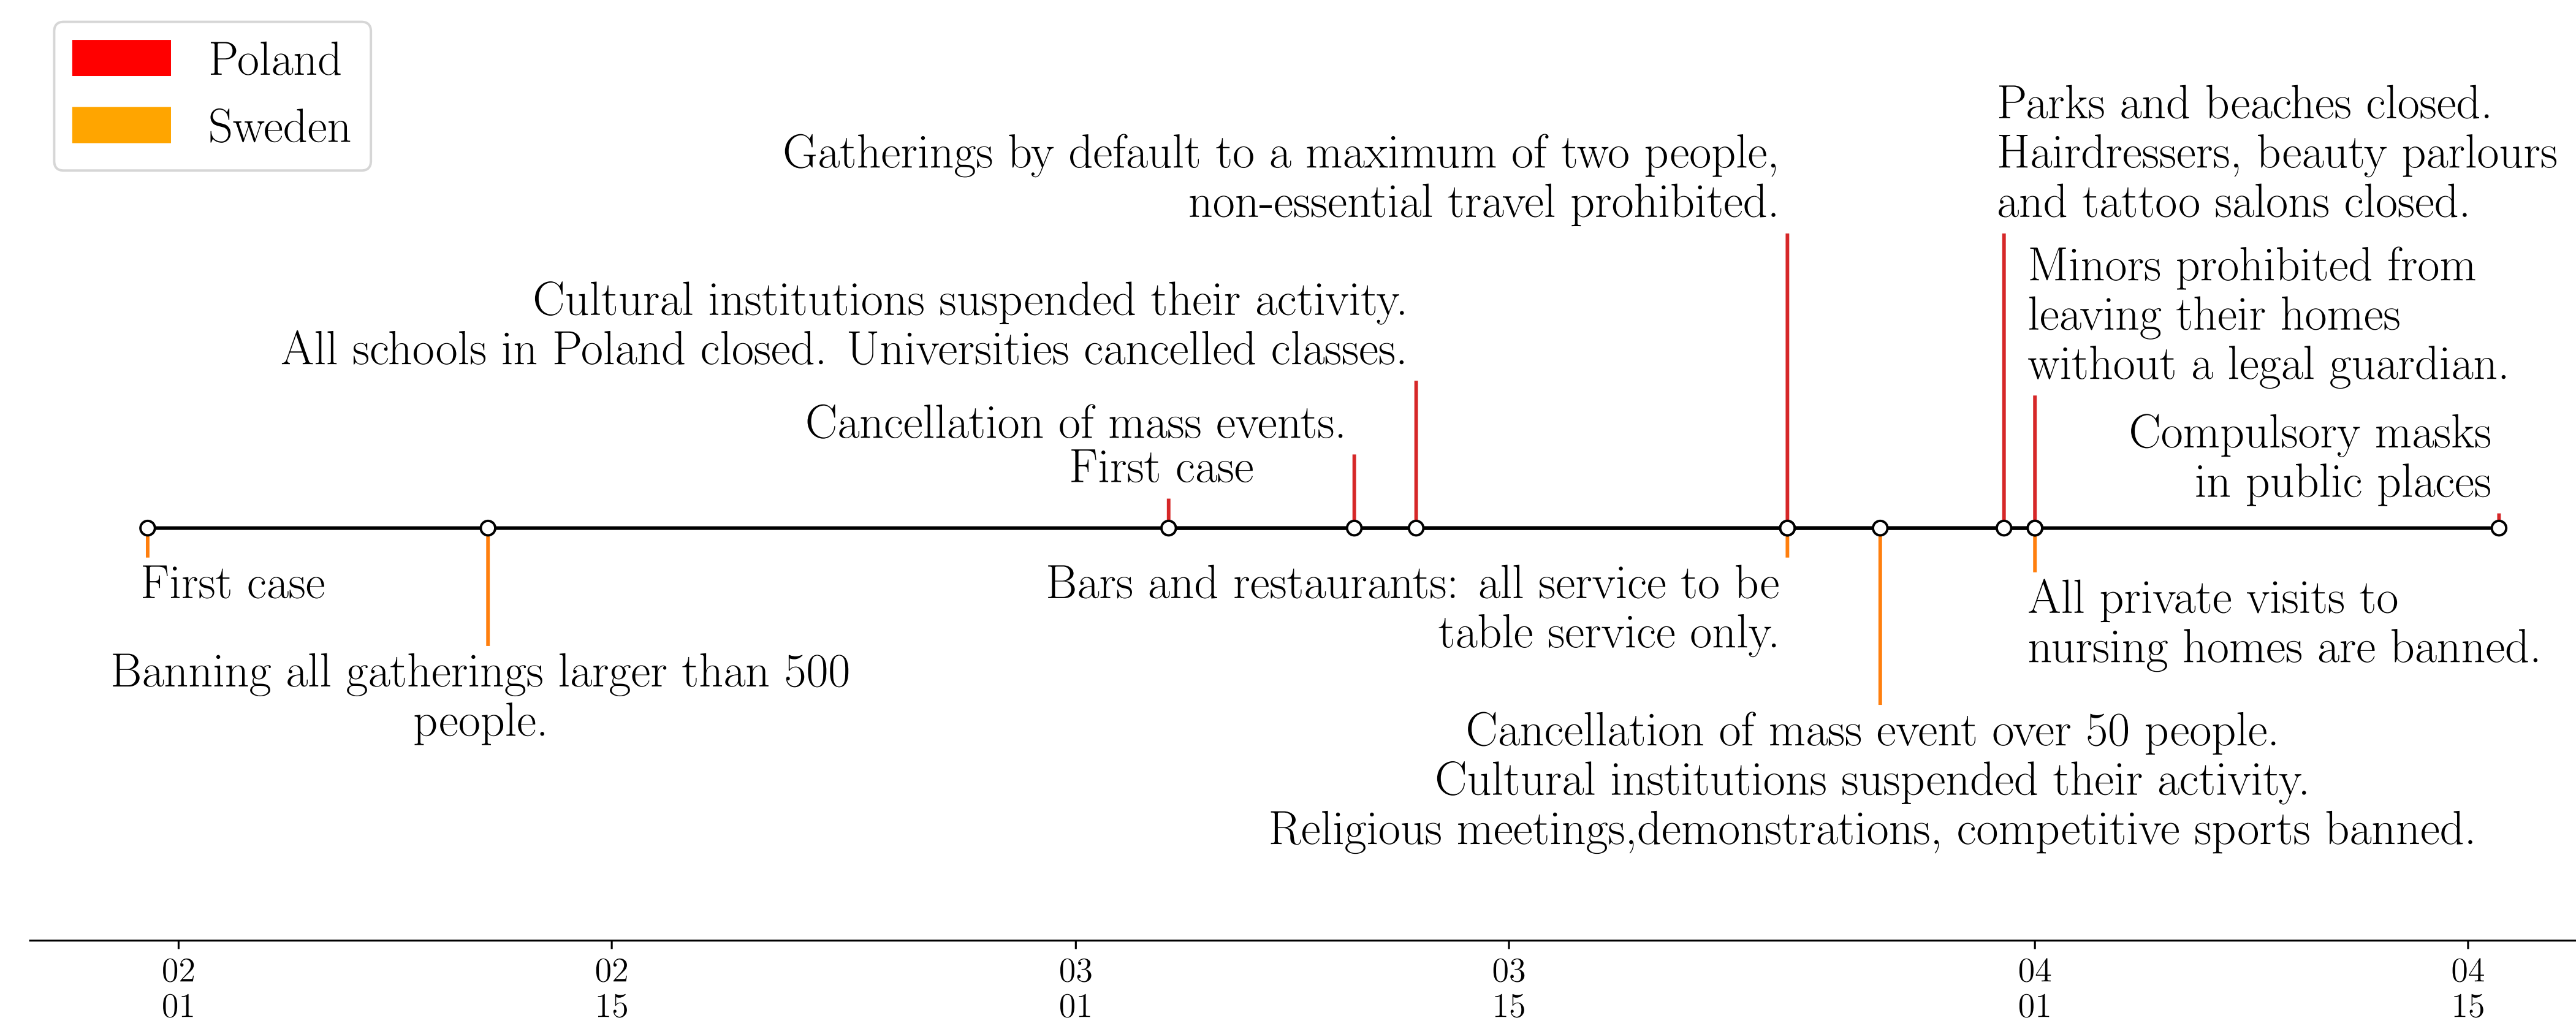 Poland
Sweden
Parks and beaches closed.
Hairdressers, beauty parlours
and tattoo salons closed.
Gatherings by default to a maximum of two people,
non-essential travel prohibited.
Minors prohibited from
leaving their homes
without a legal guardian.
Cultural institutions suspended their activity.
All schools in Poland closed. Universities cancelled classes.
Cancellation of mass events.
First case
Compulsory masks
in public places
First case
Banning all gatherings larger than 500
people.
Bars and restaurants: all service to be
table service only.
All private visits to
nursing homes are banned.
Cancellation of mass event over 50 people.
Cultural institutions suspended their activity.
Religious meetings,demonstrations, competitive sports banned.
02
01
02
15
03
01
03
15
04
01
04
15